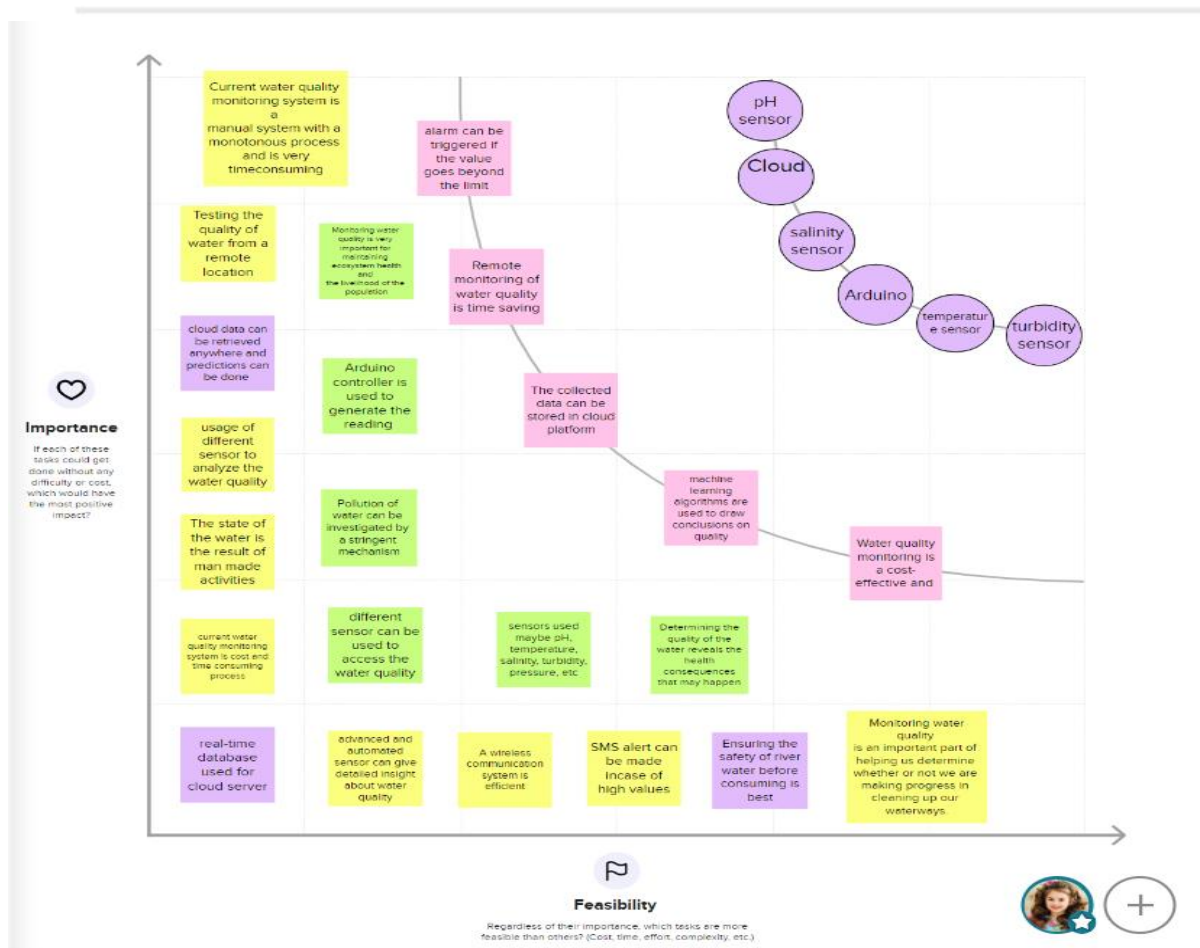 Current water quality
monitoring system is
a
manual system with a
monotonous process
and is very
timeconsuming
alarm can be
triggered if
the value
goes beyond
the limit
pH
sensor
Cloud
salinity
sensor
Arduino
temperatur
e sensor
turbidity
sensor
Testing the
quality of
water from a
remote
location
Monitoring water
quality is very
important for
maintaining
ecosystem health
and
the livelihood of the
population
Remote
monitoring of
water quality
is time saving
cloud data can
be retrieved
anywhere and
predictions can
be done
Arduino
controller is
used to
generate the
reading
The collected
data can be
stored in cloud
platform
Importance
If each of these
tasks could get
done without any
difficulty or cost,
which would have
the most positive
impact?
usage of
different
sensor to
analyze the
water quality
Pollution of
water can be
investigated by
a stringent
mechanism
machine
learning
algorithms are
used to draw
conclusions on
quality
The state of
the water is
the result of
man made
activities
Water quality
monitoring is
a cost-
effective and
current water
quality monitoring
system is cost and
time consuming
process
different
sensor can be
used to
access the
water quality
sensors used
maybe pH,
temperature,
salinity, turbidity,
pressure, etc
Determining the
quality of the
water reveals the
health
consequences
that may happen
real-time
database
used for
cloud server
advanced and
automated
sensor can give
detailed insight
about water
quality
A wireless
communication
system is
efficient
SMS alert can
be made
incase of
high values
Ensuring the
safety of river
water before
consuming is
best
Monitoring water
quality
is an important part of
helping us determine
whether or not we are
making progress in
cleaning up our
waterways.
Feasibility
Regardless of their importance, which tasks are more
feasible than others? (Cost, time, effort, complexity, etc.)